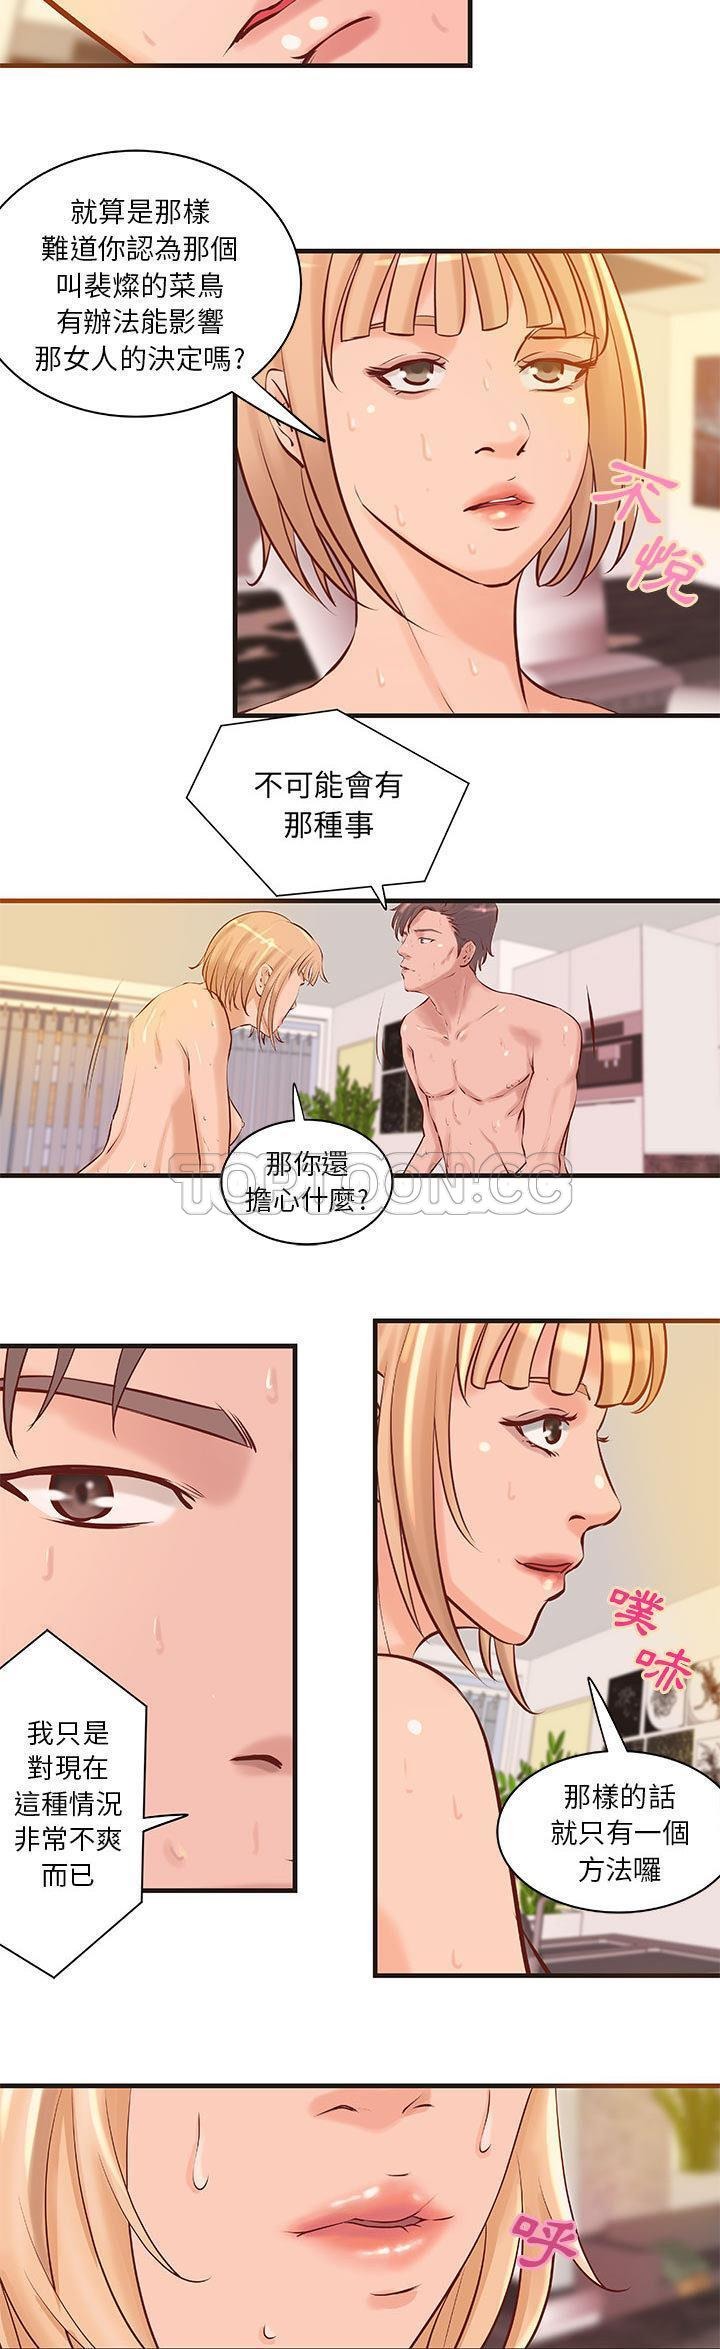 就算是那樣
難道你認為那個
叫裴燦的菜鳥
有辦法能影響
那女人的決定嗎?
不
悅
不可能會有
那種事
那你還
擔心什麼?
TOPTOON.CC
噗
哧
我只是
對現在
這種情況
非常不爽
而已
那樣的話
就只有一個
方法囉
呼